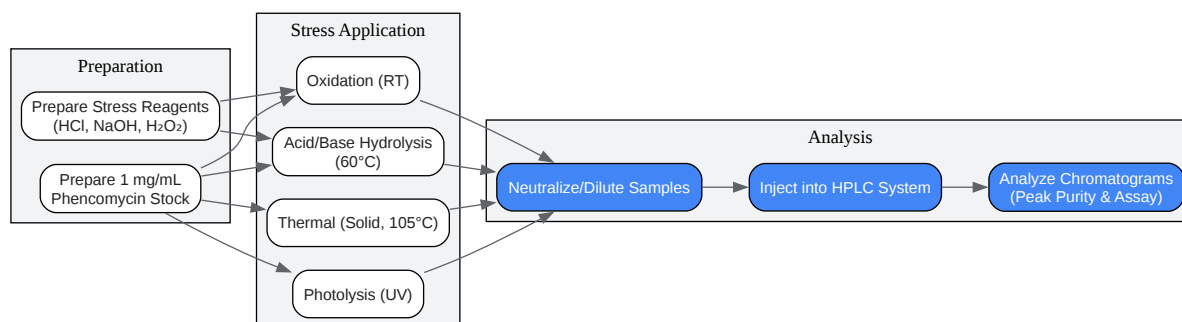 Preparation
Prepare Stress Reagents
(HCl, NaOH, H₂O₂)
Prepare 1 mg/mL
Phencomycin Stock
Stress Application
Oxidation (RT)
Acid/Base Hydrolysis
(60°C)
Thermal (Solid, 105°C)
Photolysis (UV)
Analysis
Neutralize/Dilute Samples
Inject into HPLC System
Analyze Chromatograms
(Peak Purity & Assay)